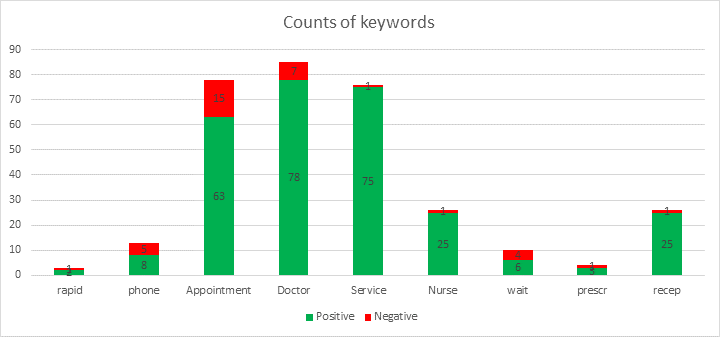 Counts of keywords
90
80
70
60
50
40
30
20
10
0
1 5 15 7 1 1 4 1 1
2 8 63 78 75 25 6 3 25
rapid phone Appointment Doctor Service Nurse wait prescr recep
Positive Negative